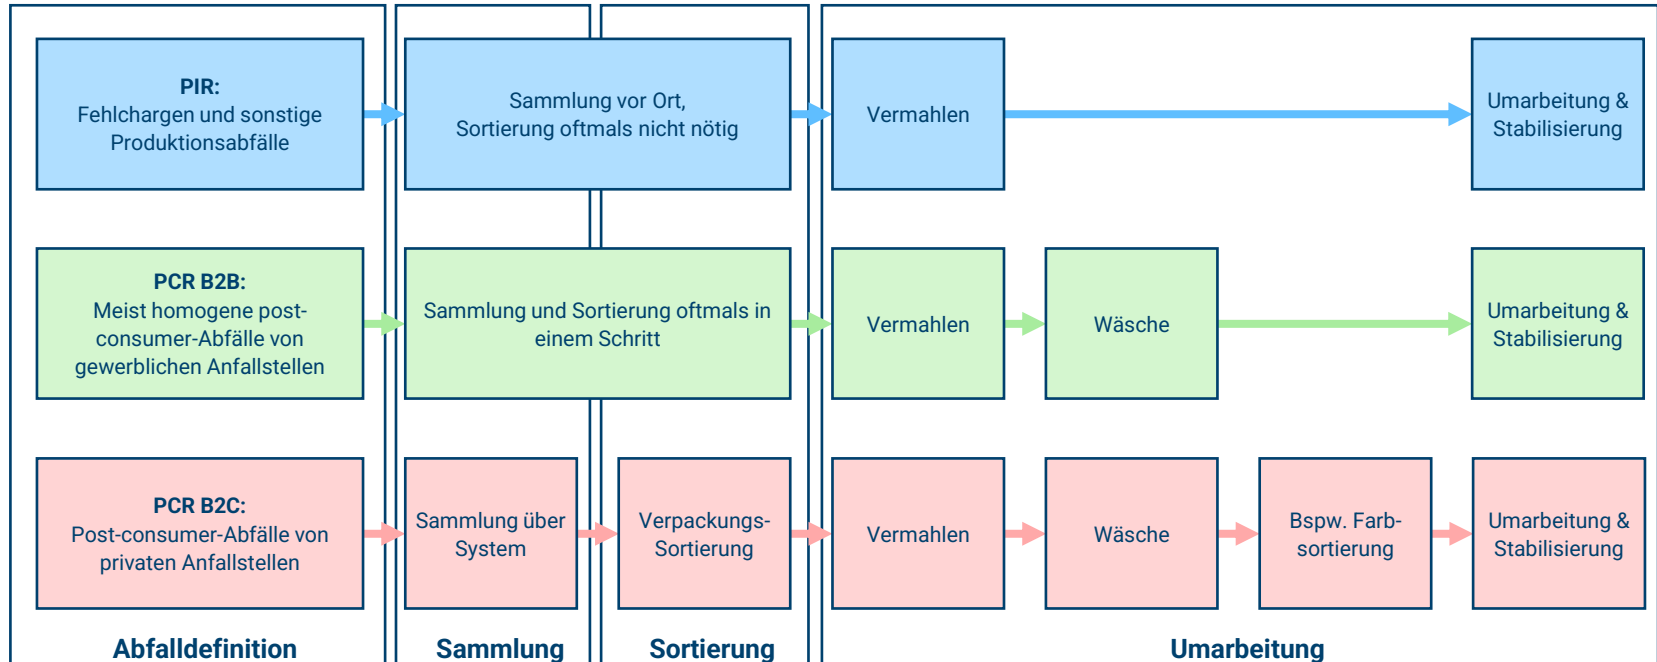 PIR:
Fehlchargen und sonstige
Produktionsabfälle
Sammlung vor Ort,
Sortierung oftmals nicht nötig
Vermahlen
Umarbeitung &
Stabilisierung
PCR B2B:
Meist homogene post-
consumer-Abfälle von
gewerblichen Anfallstellen
Sammlung und Sortierung oftmals in
einem Schritt
Vermahlen
Wäsche
Umarbeitung &
Stabilisierung
PCR B2C:
Post-consumer-Abfälle von
privaten Anfallstellen
Sammlung über
System
Verpackungs-
Sortierung
Vermahlen
Wäsche
Bspw. Farb-
sortierung
Umarbeitung &
Stabilisierung
Abfalldefinition
Sammlung
Sortierung
Umarbeitung